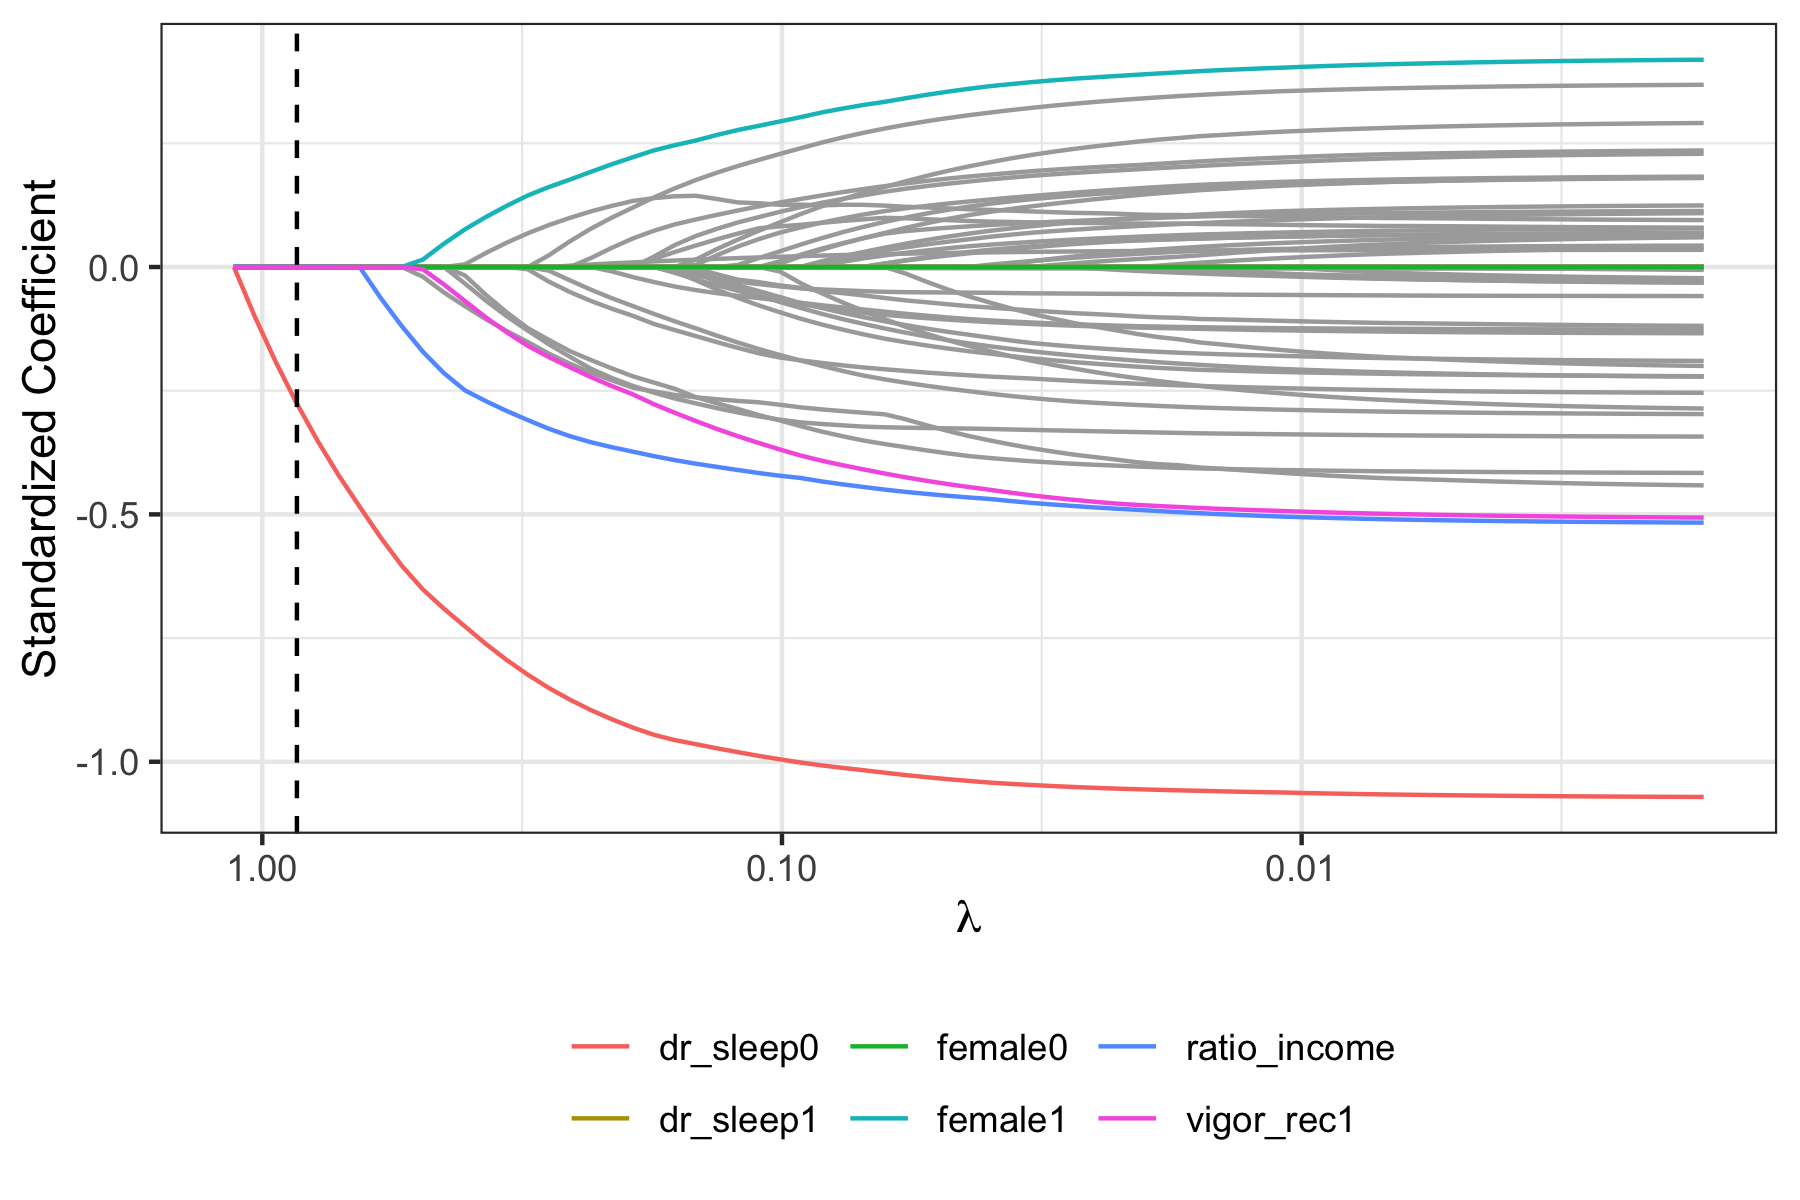 Standardized Coefficient
0.0
-0.5
-1.0
1.00 0.10 0.01
λ
dr_sleep0 female0 ratio_income
dr_sleep1 female1 vigor_rec1